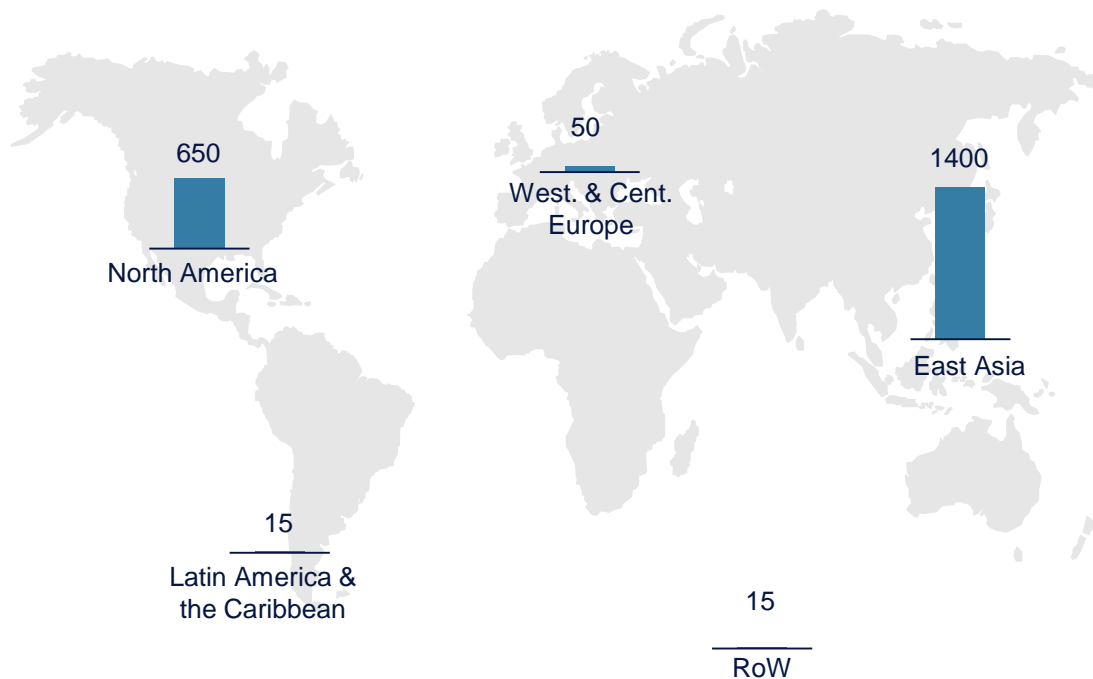 50
650
1400
West. & Cent.
Europe
North America
East Asia
15
Latin America &
the Caribbean
15
RoW